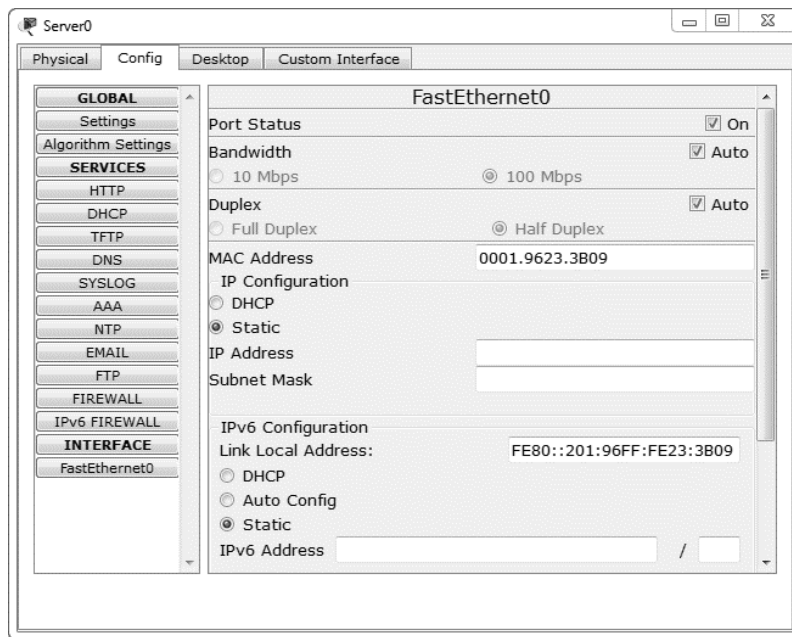 Server0
Physical Config Desktop Custom Interface
GLOBAL
Settings
Algorithm Settings
SERVICES
HTTP
DHCP
TFTP
DNS
SYSLOG
AAA
NTP
EMAIL
FTP
FIREWALL
IPv6 FIREWALL
INTERFACE
FastEthernet0
FastEthernet0
Port Status On
Bandwidth Auto
10 Mbps 100 Mbps
Duplex Auto
Full Duplex Half Duplex
MAC Address 0001.9623.3B09
IP Configuration
DHCP
Static
IP Address
Subnet Mask
IPv6 Configuration
Link Local Address: FE80::201:96FF:FE23:3B09
DHCP
Auto Config
Static
IPv6 Address /